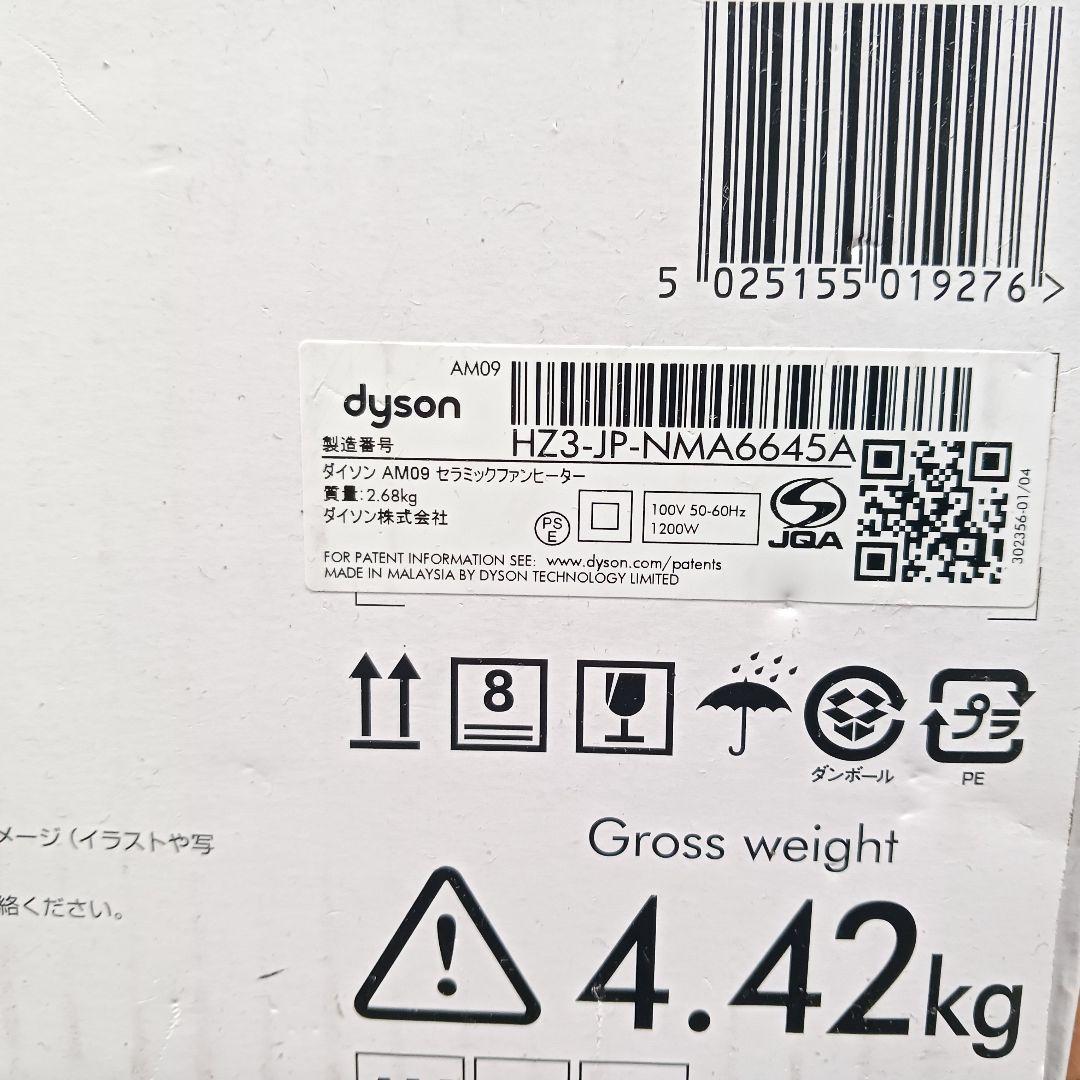 5 025155 019276 >
AM09
dyson
製造番号
HZ3-JP-NMA6645A
ダイソン AM09 セラミックファンヒーター
質量:2.68kg
ダイソン株式会社
PS
E
100V 50-60Hz
1200W
JQA
302356-01/04
FOR PATENT INFORMATION SEE: www.dyson.com/patents
MADE IN MALAYSIA BY DYSON TECHNOLOGY LIMITED
8
プラ
ダンボール
PE
メージ(イラストや写
絡ください。
Gross weight
4.42kg